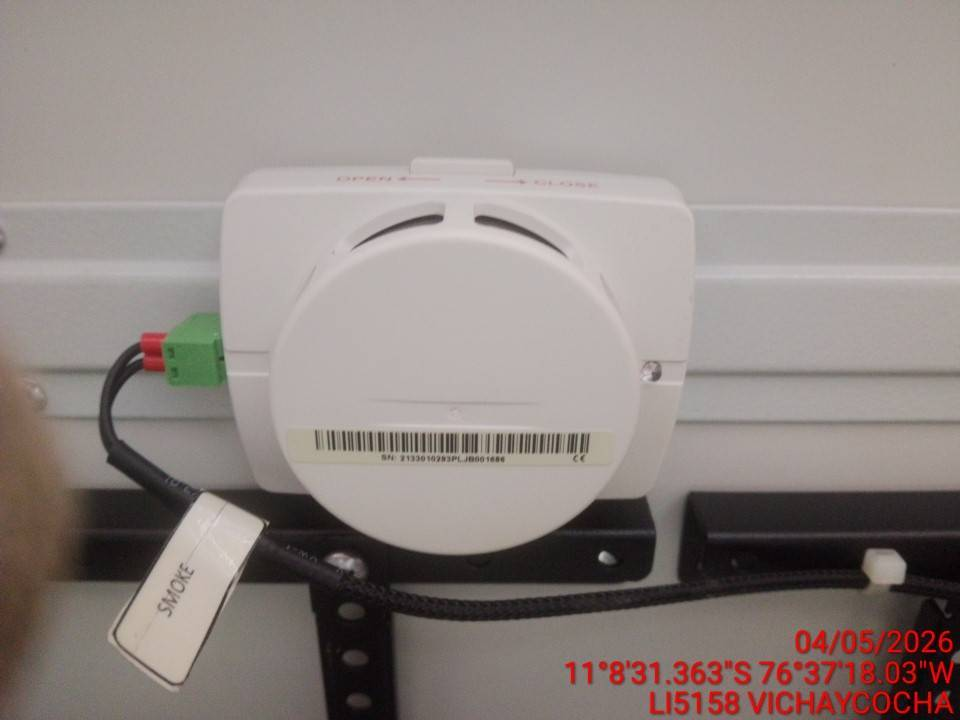 OPEN ← → CLOSE
SN: 2133010293PLJB001686 CE
SMOKE
04/05/2026
11°8'31.363"S 76°37'18.03"W
LI5158 VICHAYCOCHA